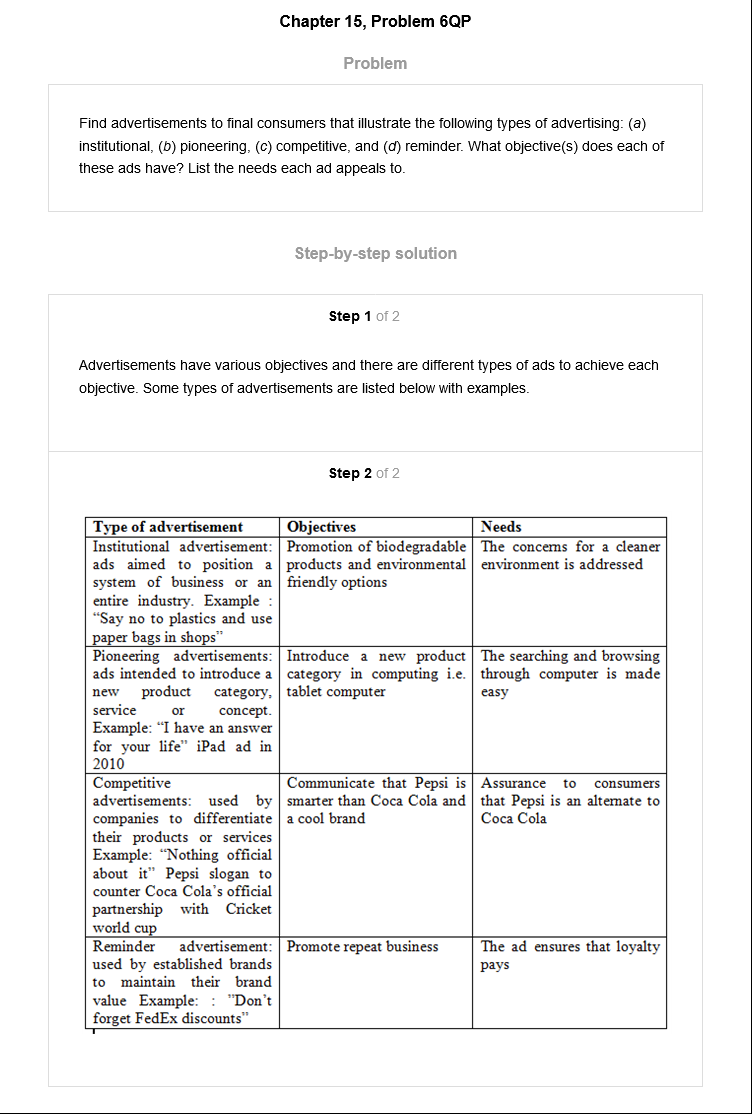 Chapter 15, Problem 6QP
Problem
Find advertisements to final consumers that illustrate the following types of advertising: (a)
institutional, (b) pioneering, (c) competitive, and (d) reminder. What objective(s) does each of
these ads have? List the needs each ad appeals to.
Step-by-step solution
Step 1 of 2
Advertisements have various objectives and there are different types of ads to achieve each
objective. Some types of advertisements are listed below with examples.
Step 2 of 2
Type of advertisement
Objectives
Needs
Institutional advertisement:
ads aimed to position a
system of business or an
entire industry. Example :
“Say no to plastics and use
paper bags in shops”
Promotion of biodegradable
products and environmental
friendly options
The concerns for a cleaner
environment is addressed
Pioneering advertisements:
ads intended to introduce a
new product category,
service or concept.
Example: “I have an answer
for your life” iPad ad in
2010
Introduce a new product
category in computing i.e.
tablet computer
The searching and browsing
through computer is made
easy
Competitive
advertisements: used by
companies to differentiate
their products or services
Example: “Nothing official
about it” Pepsi slogan to
counter Coca Cola’s official
partnership with Cricket
world cup
Communicate that Pepsi is
smarter than Coca Cola and
a cool brand
Assurance to consumers
that Pepsi is an alternate to
Coca Cola
Reminder advertisement:
used by established brands
to maintain their brand
value Example: : ”Don’t
forget FedEx discounts”
Promote repeat business
The ad ensures that loyalty
pays